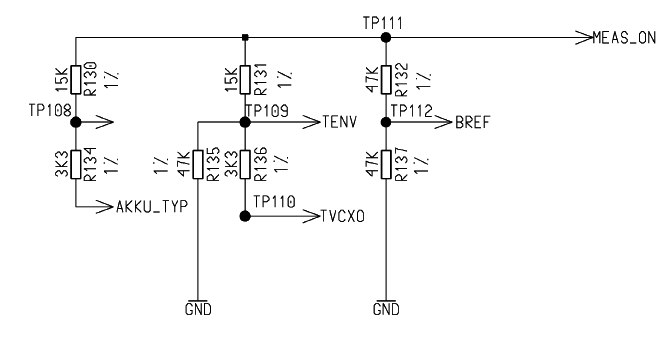 TP111
MEAS_ON
15K
R130
1%
15K
R131
1%
47K
R132
1%
TP108
TP109
TENV
TP112
BREF
3K3
R134
1%
1%
47K
R135
3K3
R136
1%
47K
R137
1%
AKKU_TYP
TP110
TVCXO
GND
GND